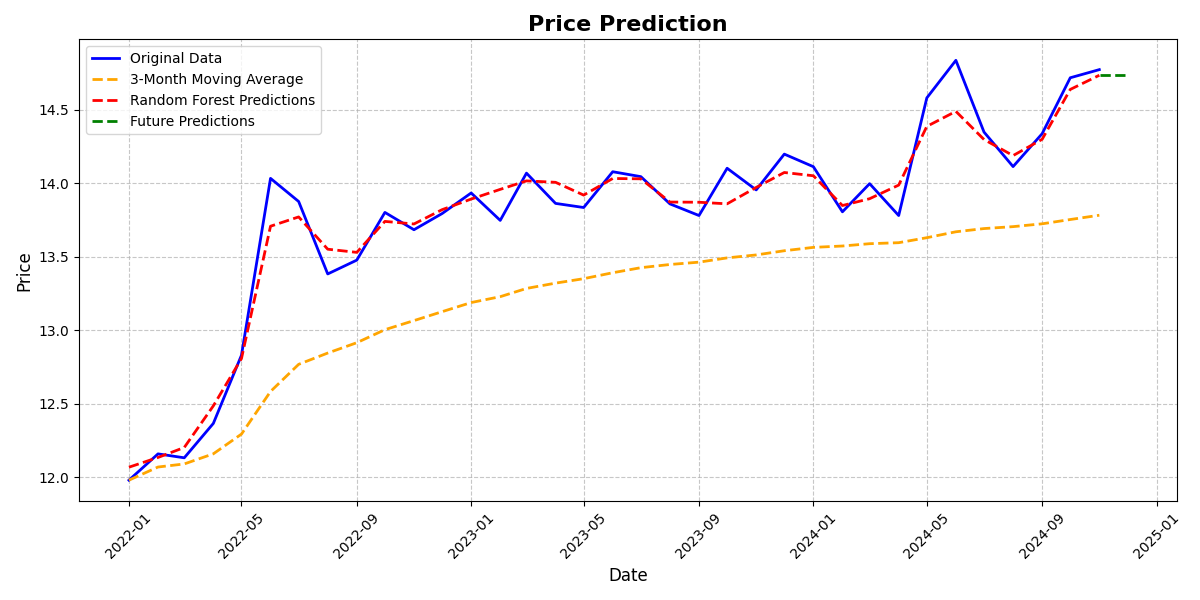 Price Prediction
Original Data
3-Month Moving Average
Random Forest Predictions
Future Predictions
Price
14.5
14.0
13.5
13.0
12.5
12.0
2022-01
2022-05
2022-09
2023-01
2023-05
2023-09
2024-01
2024-05
2024-09
2025-01
Date